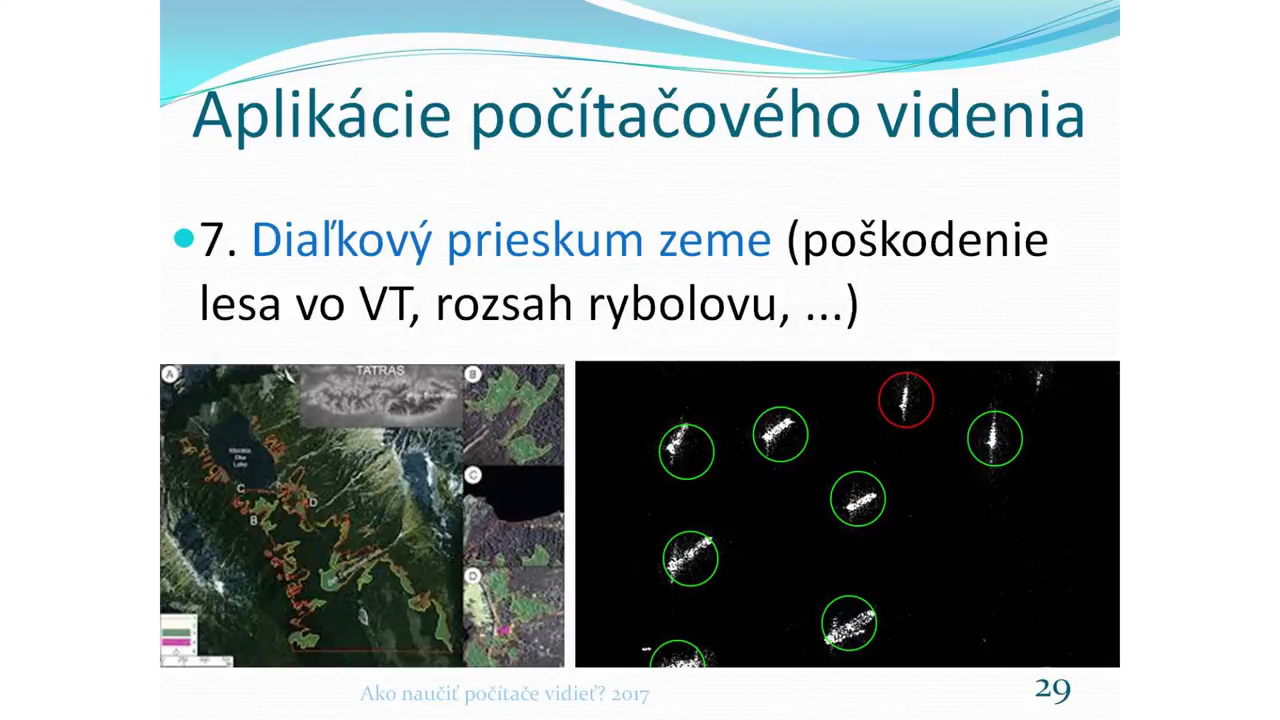 Aplikácie počítačového videnia
7. Diaľkový prieskum zeme (poškodenie
lesa vo VT, rozsah rybolovu, ...)
A
TATRAS
B
C
D
C
D
B
Ako naučiť počítače vidieť? 2017
29